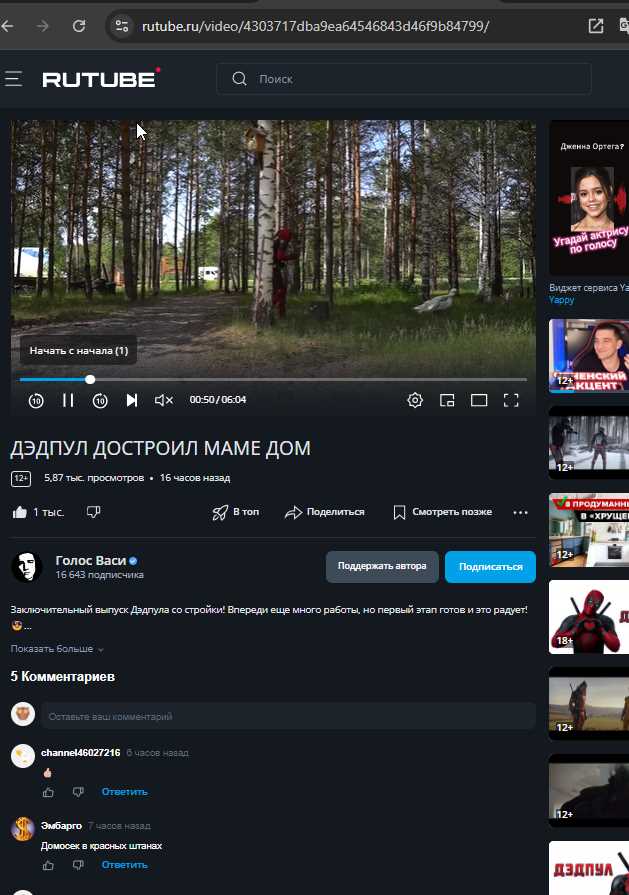 rutube.ru/video/4303717dba9ea64546843d46f9b84799/
RUTUBE
Поиск
Дженна Ортега?
Угадай актрису
по голосу
Виджет сервиса Ya
Yappy
Начать с начала (1)
10
10
00:50 / 06:04
ЕНСКИЙ
АКЦЕНТ
12+
12+
ДЭДПУЛ ДОСТРОИЛ МАМЕ ДОМ
12+ 5,87 тыс. просмотров • 16 часов назад
1 тыс.
В топ
Поделиться
Смотреть позже
В ПРОДУМАНН
В «ХРУЩЕ
12+
Голос Васи
16 643 подписчика
Поддержать автора
Подписаться
Заключительный выпуск Дэдпула со стройки! Впереди еще много работы, но первый этап готов и это радует!
😎...
Показать больше
18+
5 Комментариев
Оставьте ваш комментарий
12+
channel46027216 6 часов назад
👍
Ответить
12+
Эмбарго 7 часов назад
Домосек в красных штанах
Ответить
ДЭДПУЛ